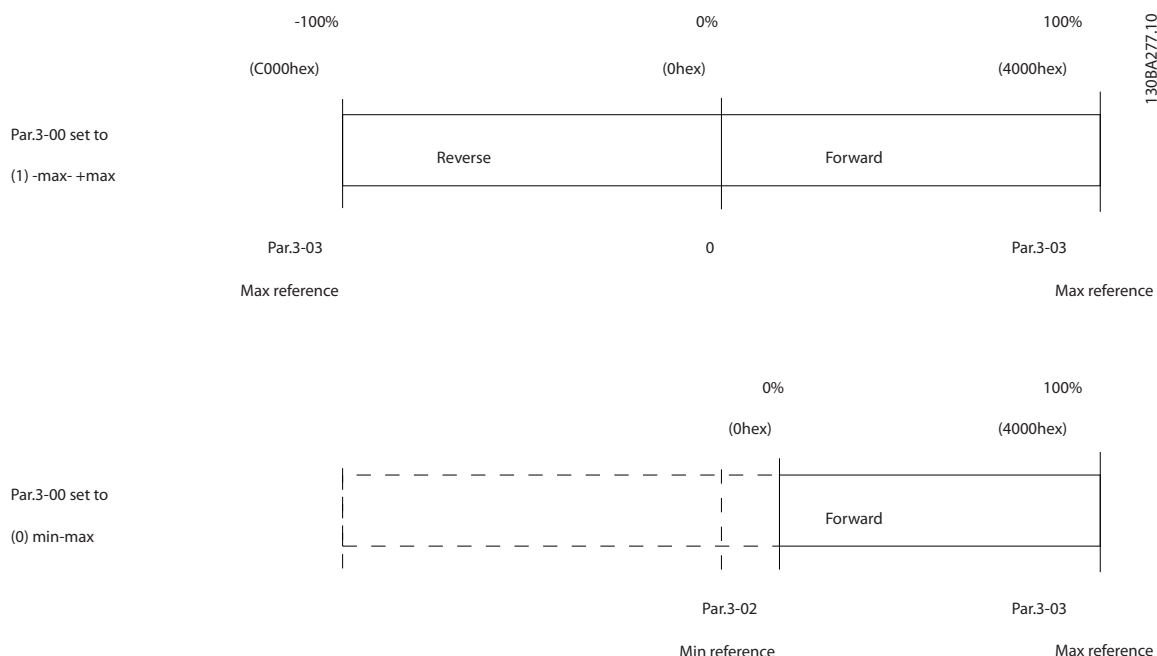 -100% 0% 100%
(C000hex) (0hex) (4000hex)
130BA277.10
Par.3-00 set to
(1) -max- +max
Reverse Forward
Par.3-03 0 Par.3-03
Max reference Max reference
0% 100%
(0hex) (4000hex)
Par.3-00 set to
(0) min-max
Forward
Par.3-02 Par.3-03
Min reference Max reference